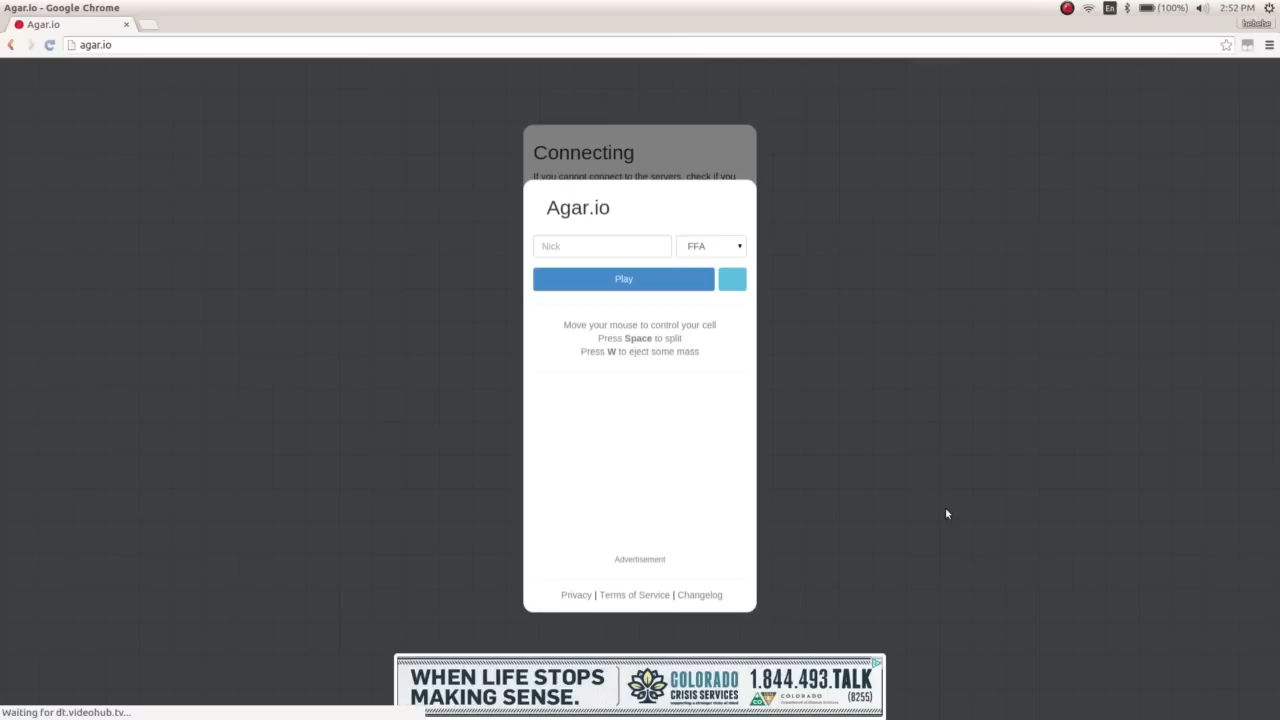 Agar.io - Google Chrome
En
(100%)
2:52 PM
Agar.io
hehehe
agar.io
Connecting
If you cannot connect to the servers, check if you
Agar.io
Nick
FFA
Play
Move your mouse to control your cell
Press Space to split
Press W to eject some mass
Advertisement
Privacy | Terms of Service | Changelog
WHEN LIFE STOPS
MAKING SENSE.
COLORADO
CRISIS SERVICES
1.844.493.TALK
CO
COLORADO
(8255)
Waiting for dt.videohub.tv...